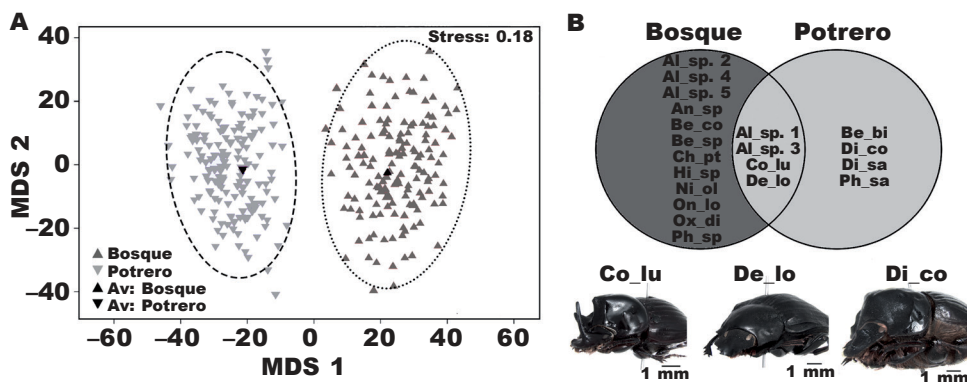 A
MDS 2
40
20
0
−20
−40
Stress: 0.18
Bosque
Potrero
Av: Bosque
Av: Potrero
−60 −40 −20 0 20 40 60
MDS 1
B
Bosque Potrero
Al_sp. 2
Al_sp. 4
Al_sp. 5
An_sp
Be_co
Be_sp
Ch_pt
Hi_sp
Ni_ol
On_lo
Ox_di
Ph_sp
Al_sp. 1
Al_sp. 3
Co_lu
De_lo
Be_bi
Di_co
Di_sa
Ph_sa
Co_lu De_lo Di_co
1 mm 1 mm 1 mm